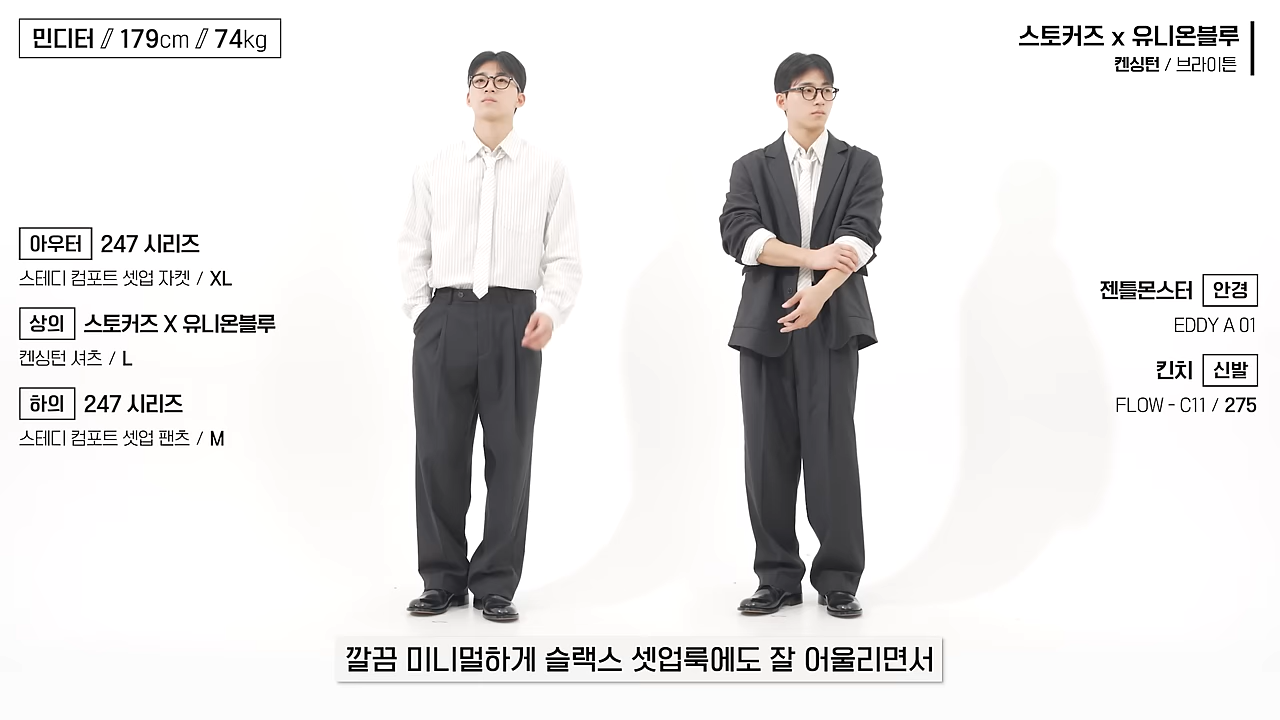 민디터 // 179cm // 74kg
스토커즈 x 유니온블루
켄싱턴 / 브라이튼
아우터 247 시리즈
스테디 컴포트 셋업 자켓 / XL
상의 스토커즈 X 유니온블루
켄싱턴 셔츠 / L
하의 247 시리즈
스테디 컴포트 셋업 팬츠 / M
젠틀몬스터 안경
EDDY A 01
킨치 신발
FLOW - C11 / 275
깔끔 미니멀하게 슬랙스 셋업룩에도 잘 어울리면서